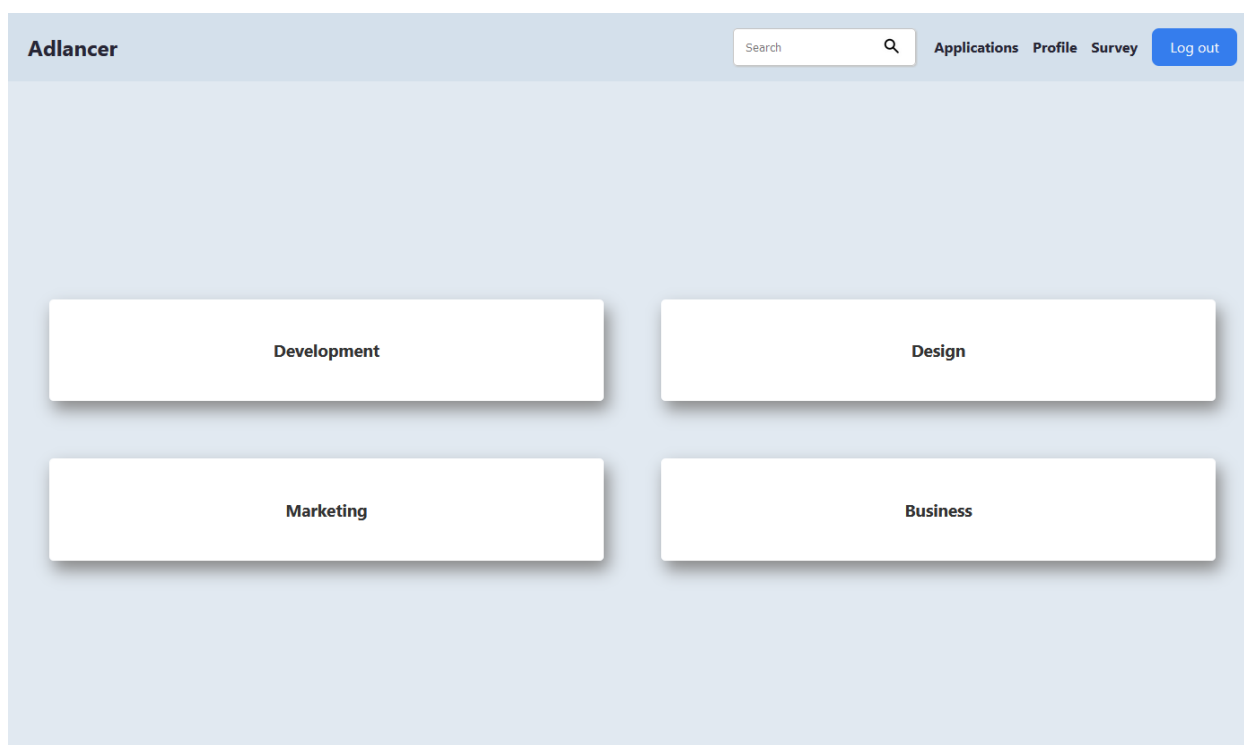 Adlancer
Search
Applications Profile Survey Log out
Development
Design
Marketing
Business